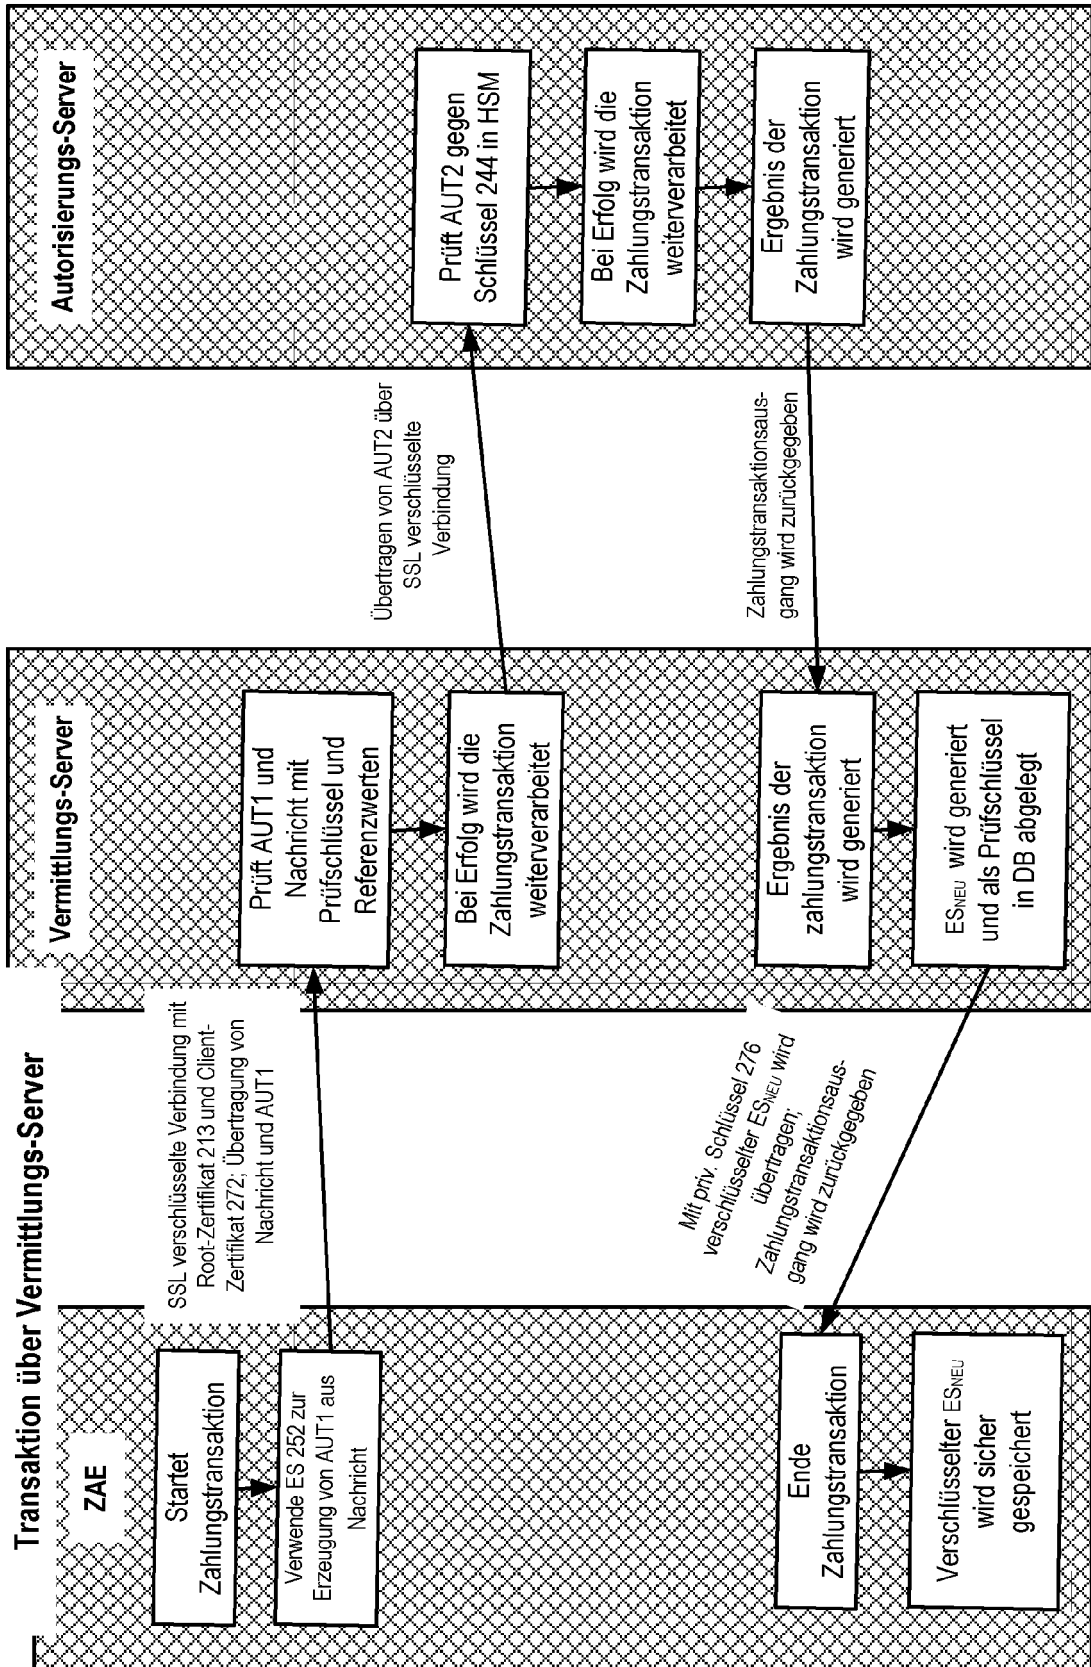 Transaktion über Vermittlungs-Server
ZAE
Vermittlungs-Server
Autorisierungs-Server
Startet
Zahlungstransaktion
Verwende ES 252 zur
Erzeugung von AUT1 aus
Nachricht
SSL verschlüsselte Verbindung mit
Root-Zertifikat 213 und Client-
Zertifikat 272; Übertragung von
Nachricht und AUT1
Prüft AUT1 und
Nachricht mit
Prüfschlüssel und
Referenzwerten
Bei Erfolg wird die
Zahlungstransaktion
weiterverarbeitet
Übertragen von AUT2 über
SSL verschlüsselte
Verbindung
Prüft AUT2 gegen
Schlüssel 244 in HSM
Bei Erfolg wird die
Zahlungstransaktion
weiterverarbeitet
Ergebnis der
Zahlungstransaktion
wird generiert
Zahlungstransaktionsaus-
gang wird zurückgegeben
Ergebnis der
zahlungstransaktion
wird generiert
ESNEU wird generiert
und als Prüfschlüssel
in DB abgelegt
Mit priv. Schlüssel 276
verschlüsselter ESNEU wird
übertragen;
Zahlungstransaktionsaus-
gang wird zurückgegeben
Ende
Zahlungstransaktion
Verschlüsselter ESNEU
wird sicher
gespeichert